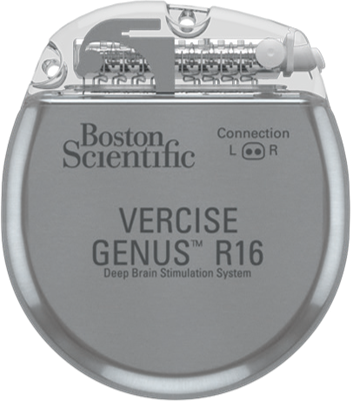 Boston
Scientific
Connection
L R
VERCISE
GENUS™ R16
Deep Brain Stimulation System